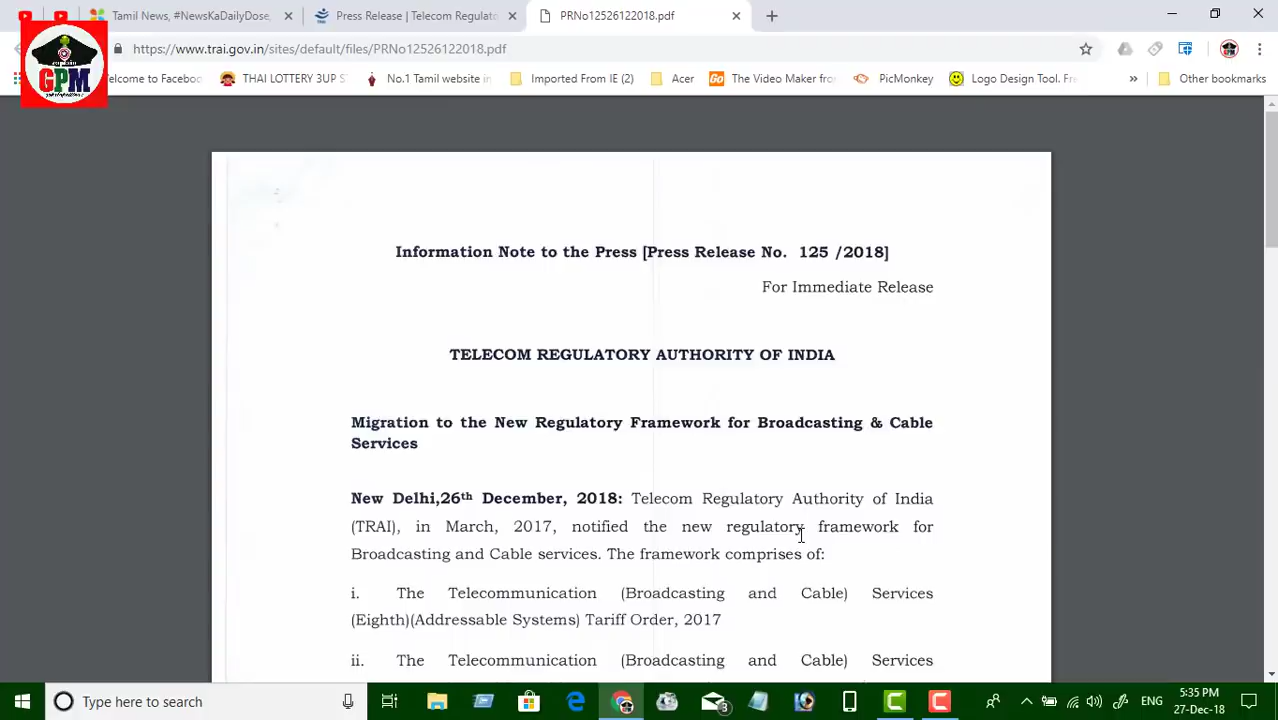 Tamil News, #NewsKaDailyDose,
Press Release | Telecom Regulato
PRNo12526122018.pdf
https://www.trai.gov.in/sites/default/files/PRNo12526122018.pdf
GPM
elcome to Faceboo
THAI LOTTERY 3UP S
No.1 Tamil website
Imported From IE (2)
Acer
Go
The Video Maker fro
PicMonkey
Logo Design Tool. Fr
Other bookmarks
Information Note to the Press [Press Release No. 125 /2018]
For Immediate Release
TELECOM REGULATORY AUTHORITY OF INDIA
Migration to the New Regulatory Framework for Broadcasting & Cable
Services
New Delhi,26th December, 2018: Telecom Regulatory Authority of India
(TRAI), in March, 2017, notified the new regulatory framework for
Broadcasting and Cable services. The framework comprises of:
i. The Telecommunication (Broadcasting and Cable) Services
(Eighth)(Addressable Systems) Tariff Order, 2017
ii. The Telecommunication (Broadcasting and Cable) Services
Type here to search
3
ENG
5:35 PM
27-Dec-18